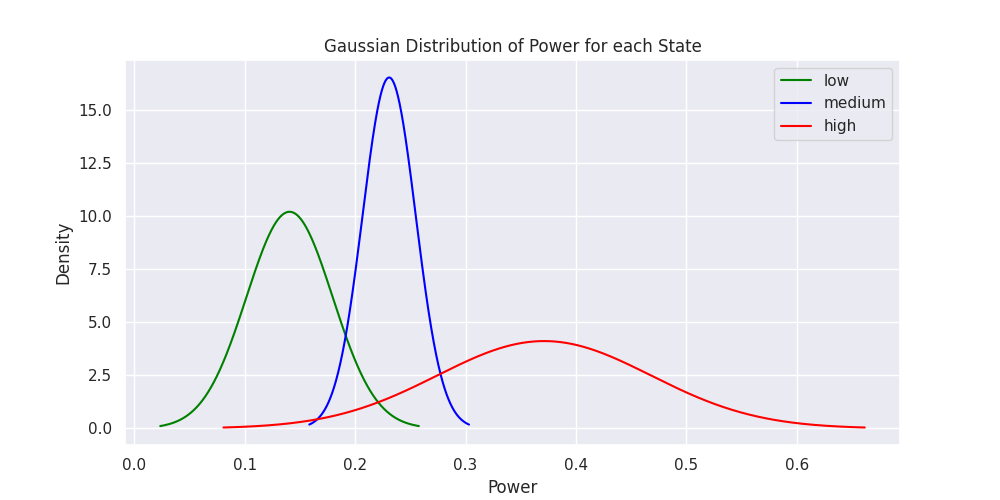 Gaussian Distribution of Power for each State
low
medium
high
15.0
12.5
10.0
7.5
5.0
2.5
0.0
Density
0.0 0.1 0.2 0.3 0.4 0.5 0.6
Power